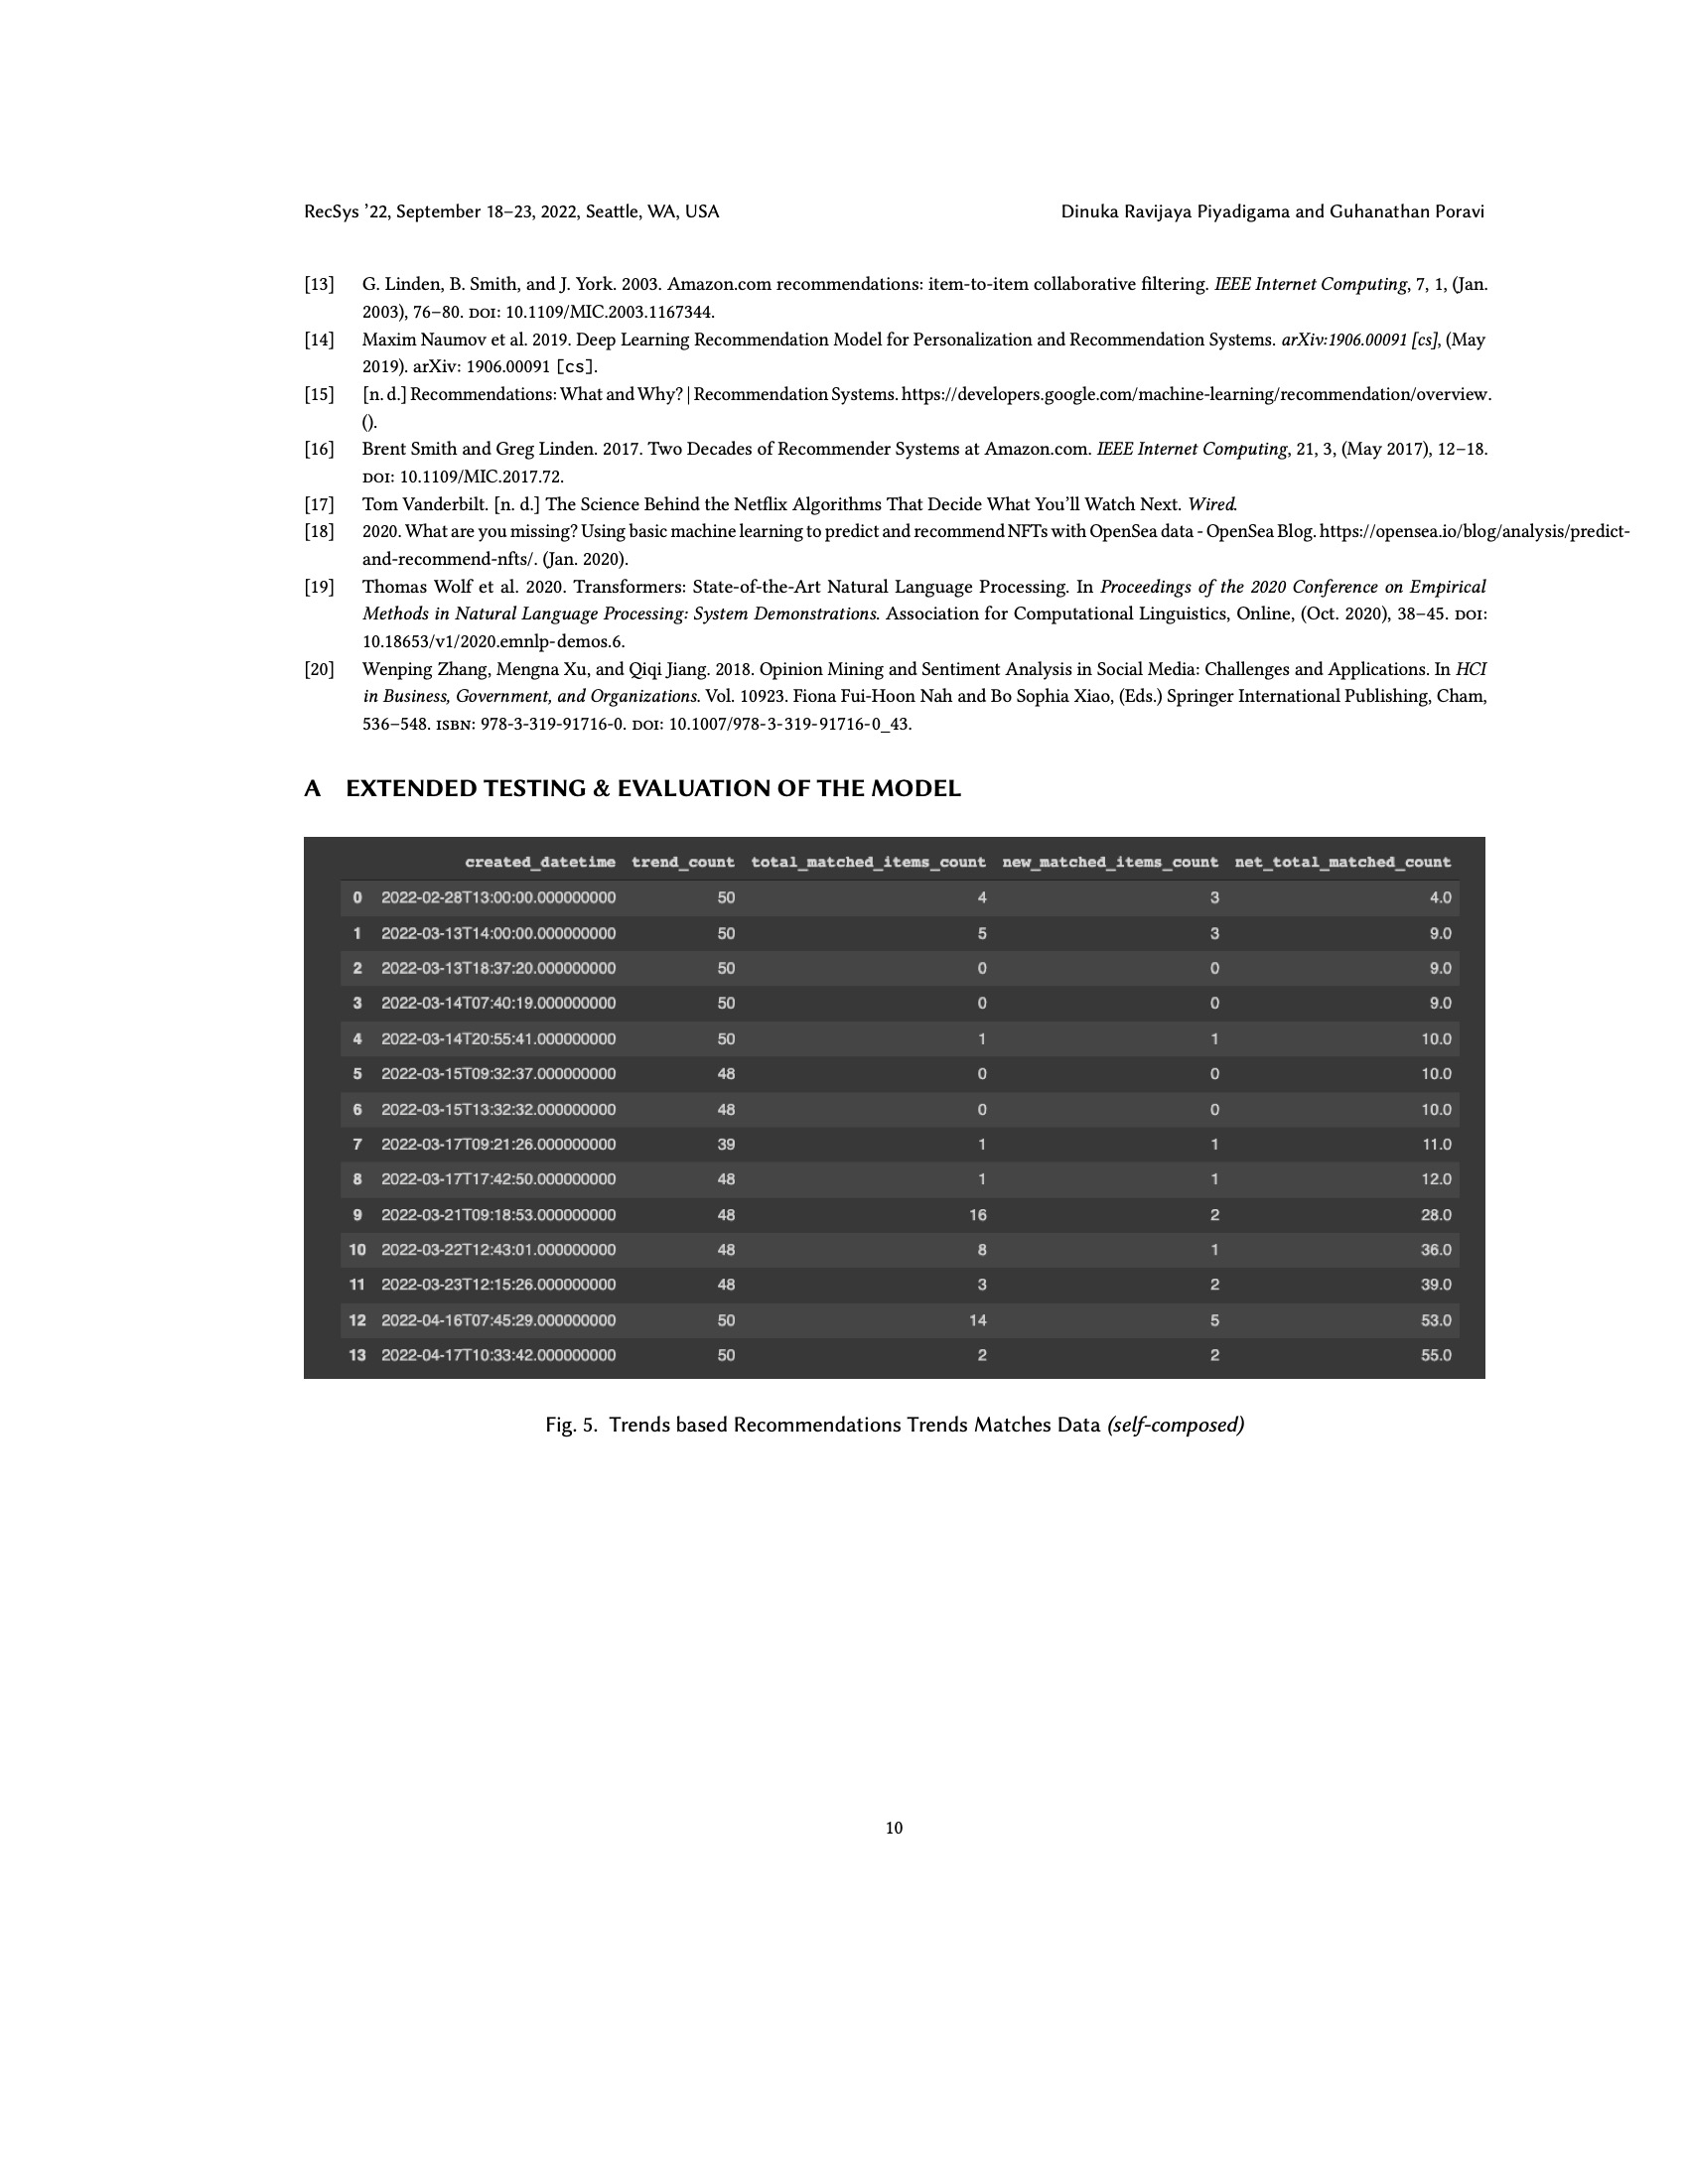 RecSys ’22, September 18–23, 2022, Seattle, WA, USA
Dinuka Ravijaya Piyadigama and Guhanathan Poravi
[13] G. Linden, B. Smith, and J. York. 2003. Amazon.com recommendations: item-to-item collaborative filtering. IEEE Internet Computing, 7, 1, (Jan.
2003), 76–80. DOI: 10.1109/MIC.2003.1167344.
[14] Maxim Naumov et al. 2019. Deep Learning Recommendation Model for Personalization and Recommendation Systems. arXiv:1906.00091 [cs], (May
2019). arXiv: 1906.00091 [cs].
[15] [n. d.] Recommendations: What and Why? | Recommendation Systems. https://developers.google.com/machine-learning/recommendation/overview.
().
[16] Brent Smith and Greg Linden. 2017. Two Decades of Recommender Systems at Amazon.com. IEEE Internet Computing, 21, 3, (May 2017), 12–18.
DOI: 10.1109/MIC.2017.72.
[17] Tom Vanderbilt. [n. d.] The Science Behind the Netflix Algorithms That Decide What You’ll Watch Next. Wired.
[18] 2020. What are you missing? Using basic machine learning to predict and recommend NFTs with OpenSea data - OpenSea Blog. https://opensea.io/blog/analysis/predict-
and-recommend-nfts/. (Jan. 2020).
[19] Thomas Wolf et al. 2020. Transformers: State-of-the-Art Natural Language Processing. In Proceedings of the 2020 Conference on Empirical
Methods in Natural Language Processing: System Demonstrations. Association for Computational Linguistics, Online, (Oct. 2020), 38–45. DOI:
10.18653/v1/2020.emnlp-demos.6.
[20] Wenping Zhang, Mengna Xu, and Qiqi Jiang. 2018. Opinion Mining and Sentiment Analysis in Social Media: Challenges and Applications. In HCI
in Business, Government, and Organizations. Vol. 10923. Fiona Fui-Hoon Nah and Bo Sophia Xiao, (Eds.) Springer International Publishing, Cham,
536–548. ISBN: 978-3-319-91716-0. DOI: 10.1007/978-3-319-91716-0_43.
A EXTENDED TESTING & EVALUATION OF THE MODEL
created_datetime trend_count total_matched_items_count new_matched_items_count net_total_matched_count
0 2022-02-28T13:00:00.000000000 50 4 3 4.0
1 2022-03-13T14:00:00.000000000 50 5 3 9.0
2 2022-03-13T18:37:20.000000000 50 0 0 9.0
3 2022-03-14T07:40:19.000000000 50 0 0 9.0
4 2022-03-14T20:55:41.000000000 50 1 1 10.0
5 2022-03-15T09:32:37.000000000 48 0 0 10.0
6 2022-03-15T13:32:32.000000000 48 0 0 10.0
7 2022-03-17T09:21:26.000000000 39 1 1 11.0
8 2022-03-17T17:42:50.000000000 48 1 1 12.0
9 2022-03-21T09:18:53.000000000 48 16 2 28.0
10 2022-03-22T12:43:01.000000000 48 8 1 36.0
11 2022-03-23T12:15:26.000000000 48 3 2 39.0
12 2022-04-16T07:45:29.000000000 50 14 5 53.0
13 2022-04-17T10:33:42.000000000 50 2 2 55.0
Fig. 5. Trends based Recommendations Trends Matches Data (self-composed)
10